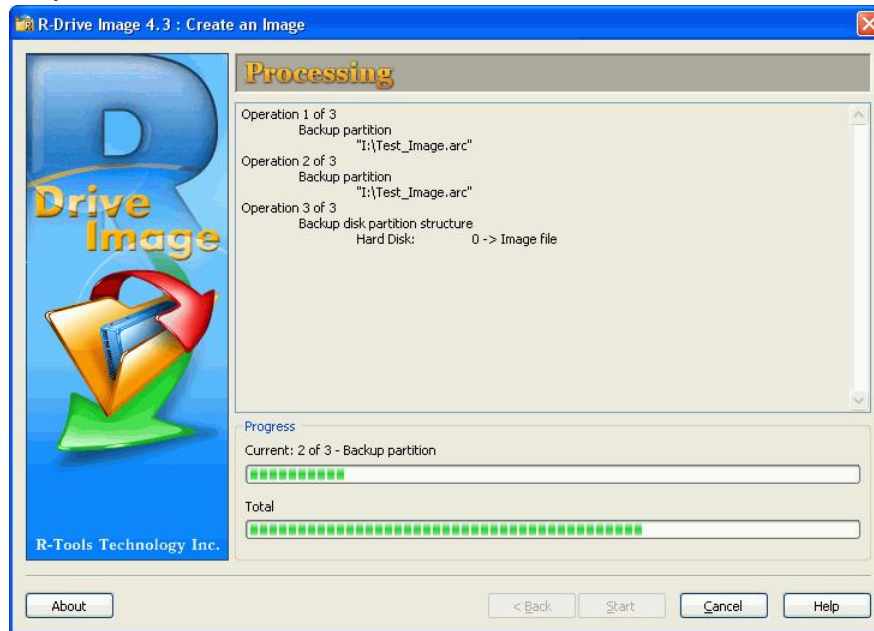 R-Drive Image 4.3 : Create an Image
R
Drive
Image
R-Tools Technology Inc.
Processing
Operation 1 of 3
Backup partition
"I:\Test_Image.arc"
Operation 2 of 3
Backup partition
"I:\Test_Image.arc"
Operation 3 of 3
Backup disk partition structure
Hard Disk: 0 -> Image file
Progress
Current: 2 of 3 - Backup partition
Total
About
< Back
Start
Cancel
Help